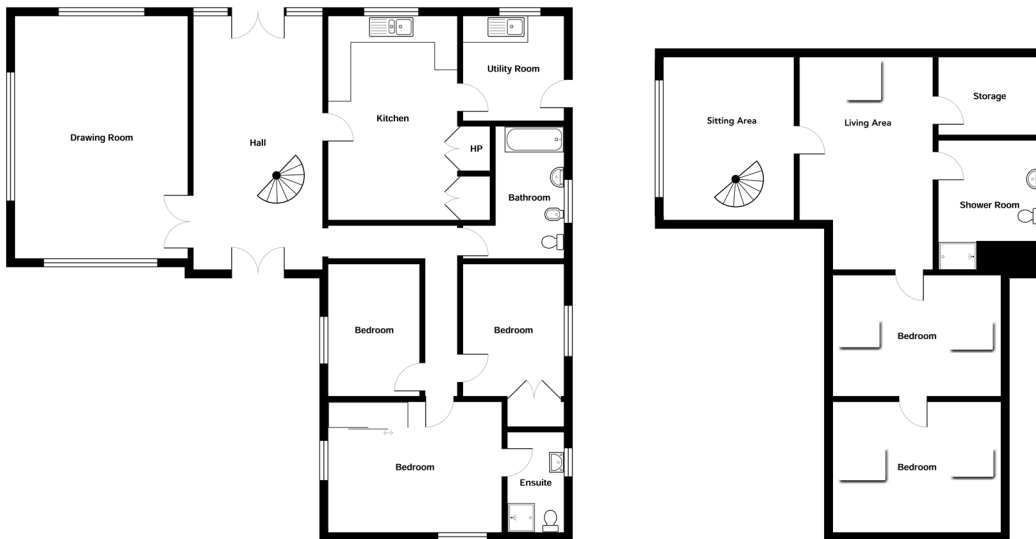 Drawing Room
Hall
Kitchen
Utility Room
HP
Bathroom
Bedroom
Bedroom
Bedroom
Ensuite
Sitting Area
Living Area
Storage
Shower Room
Bedroom
Bedroom